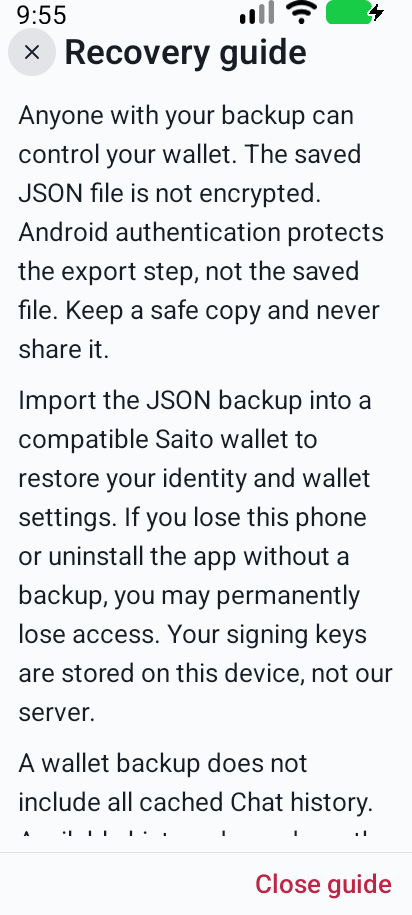 9:55
Recovery guide
Anyone with your backup can
control your wallet. The saved
JSON file is not encrypted.
Android authentication protects
the export step, not the saved
file. Keep a safe copy and never
share it.
Import the JSON backup into a
compatible Saito wallet to
restore your identity and wallet
settings. If you lose this phone
or uninstall the app without a
backup, you may permanently
lose access. Your signing keys
are stored on this device, not our
server.
A wallet backup does not
include all cached Chat history.
Close guide